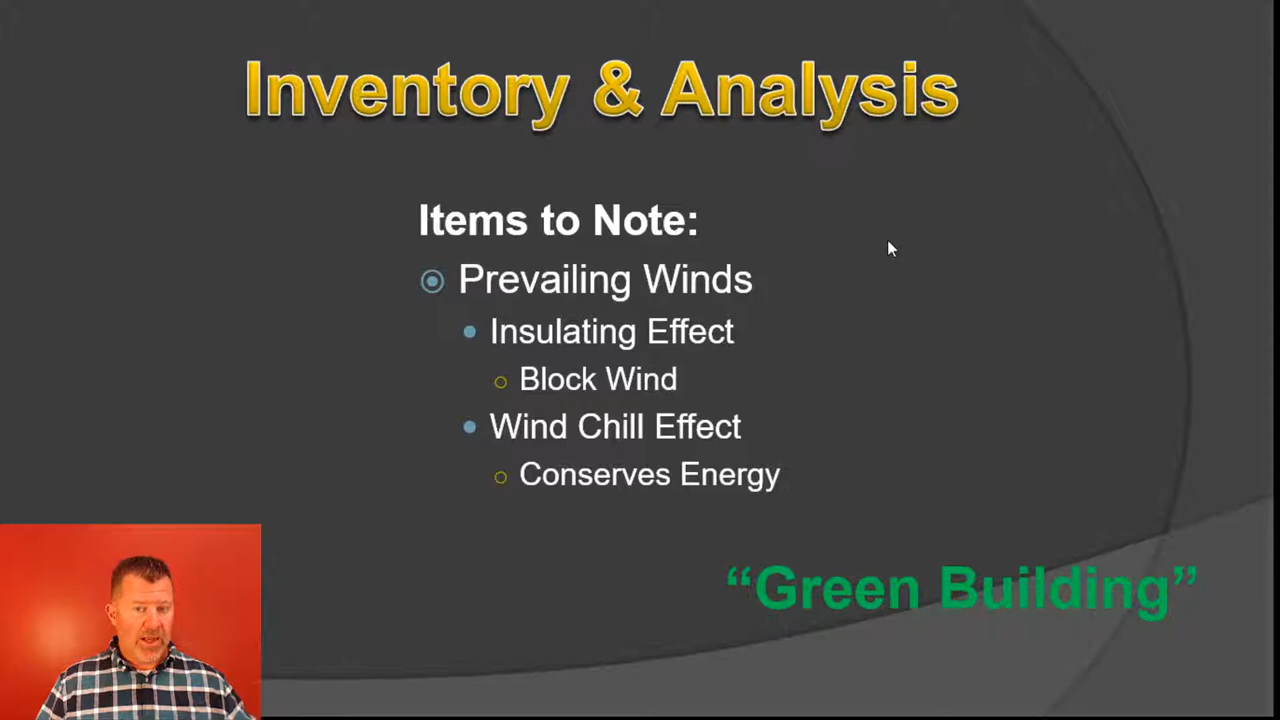 Inventory & Analysis
Items to Note:
Prevailing Winds
Insulating Effect
Block Wind
Wind Chill Effect
Conserves Energy
“Green Building”